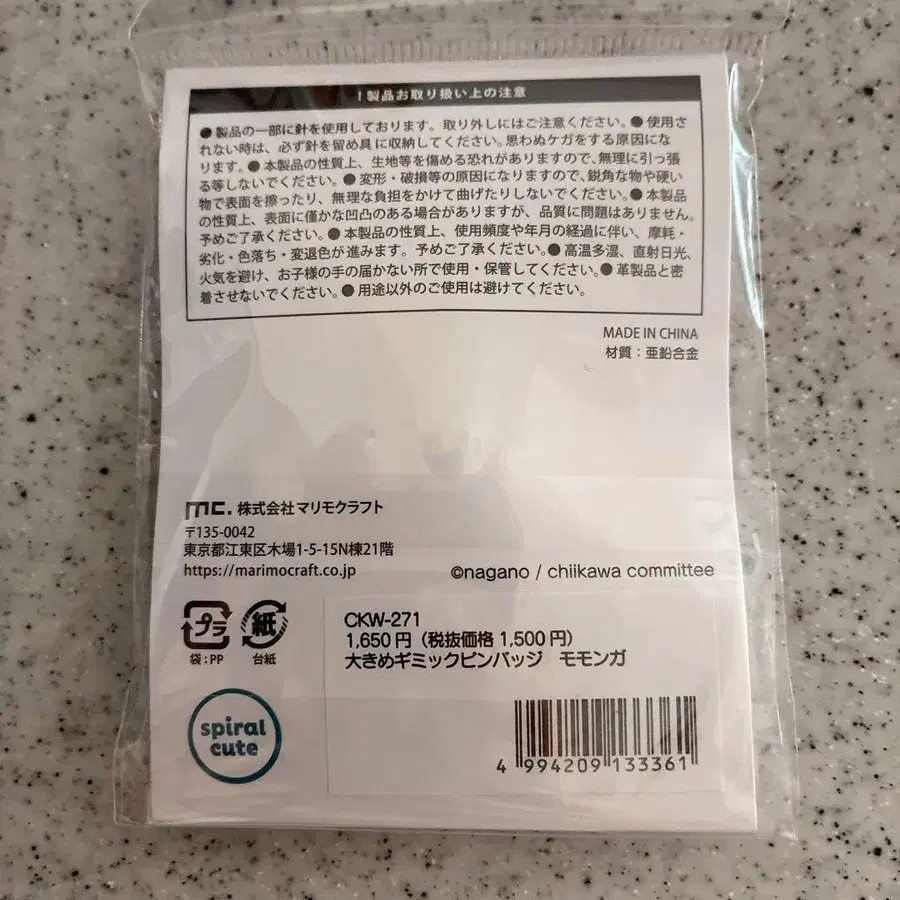 ！製品お取り扱い上の注意
● 製品の一部に針を使用しております。取り外しにはご注意ください。● 使用さ
れない時は、必ず針を留め具に収納してください。思わぬケガをする原因にな
ります。● 本製品の性質上、生地等を傷める恐れがありますので、無理に引っ張
る等しないでください。● 変形・破損等の原因になりますので、鋭角な物や硬い
物で表面を擦ったり、無理な負担をかけて曲げたりしないでください。● 本製品
の性質上、表面に僅かな凹凸のある場合がありますが、品質に問題はありません。
予めご了承ください。● 本製品の性質上、使用頻度や年月の経過に伴い、摩耗・
劣化・色落ち・変退色が進みます。予めご了承ください。● 高温多湿、直射日光、
火気を避け、お子様の手の届かない所で使用・保管してください。● 革製品と密
着させないでください。● 用途以外のご使用は避けてください。
MADE IN CHINA
材質：亜鉛合金
mc. 株式会社マリモクラフト
〒135-0042
東京都江東区木場1-5-15N棟21階
https://marimocraft.co.jp
©nagano / chiikawa committee
プラ 紙
袋：PP 台紙
CKW-271
1,650円（税抜価格 1,500円）
大きめギミックピンバッジ　モモンガ
spiral
cute
4 994209 133361